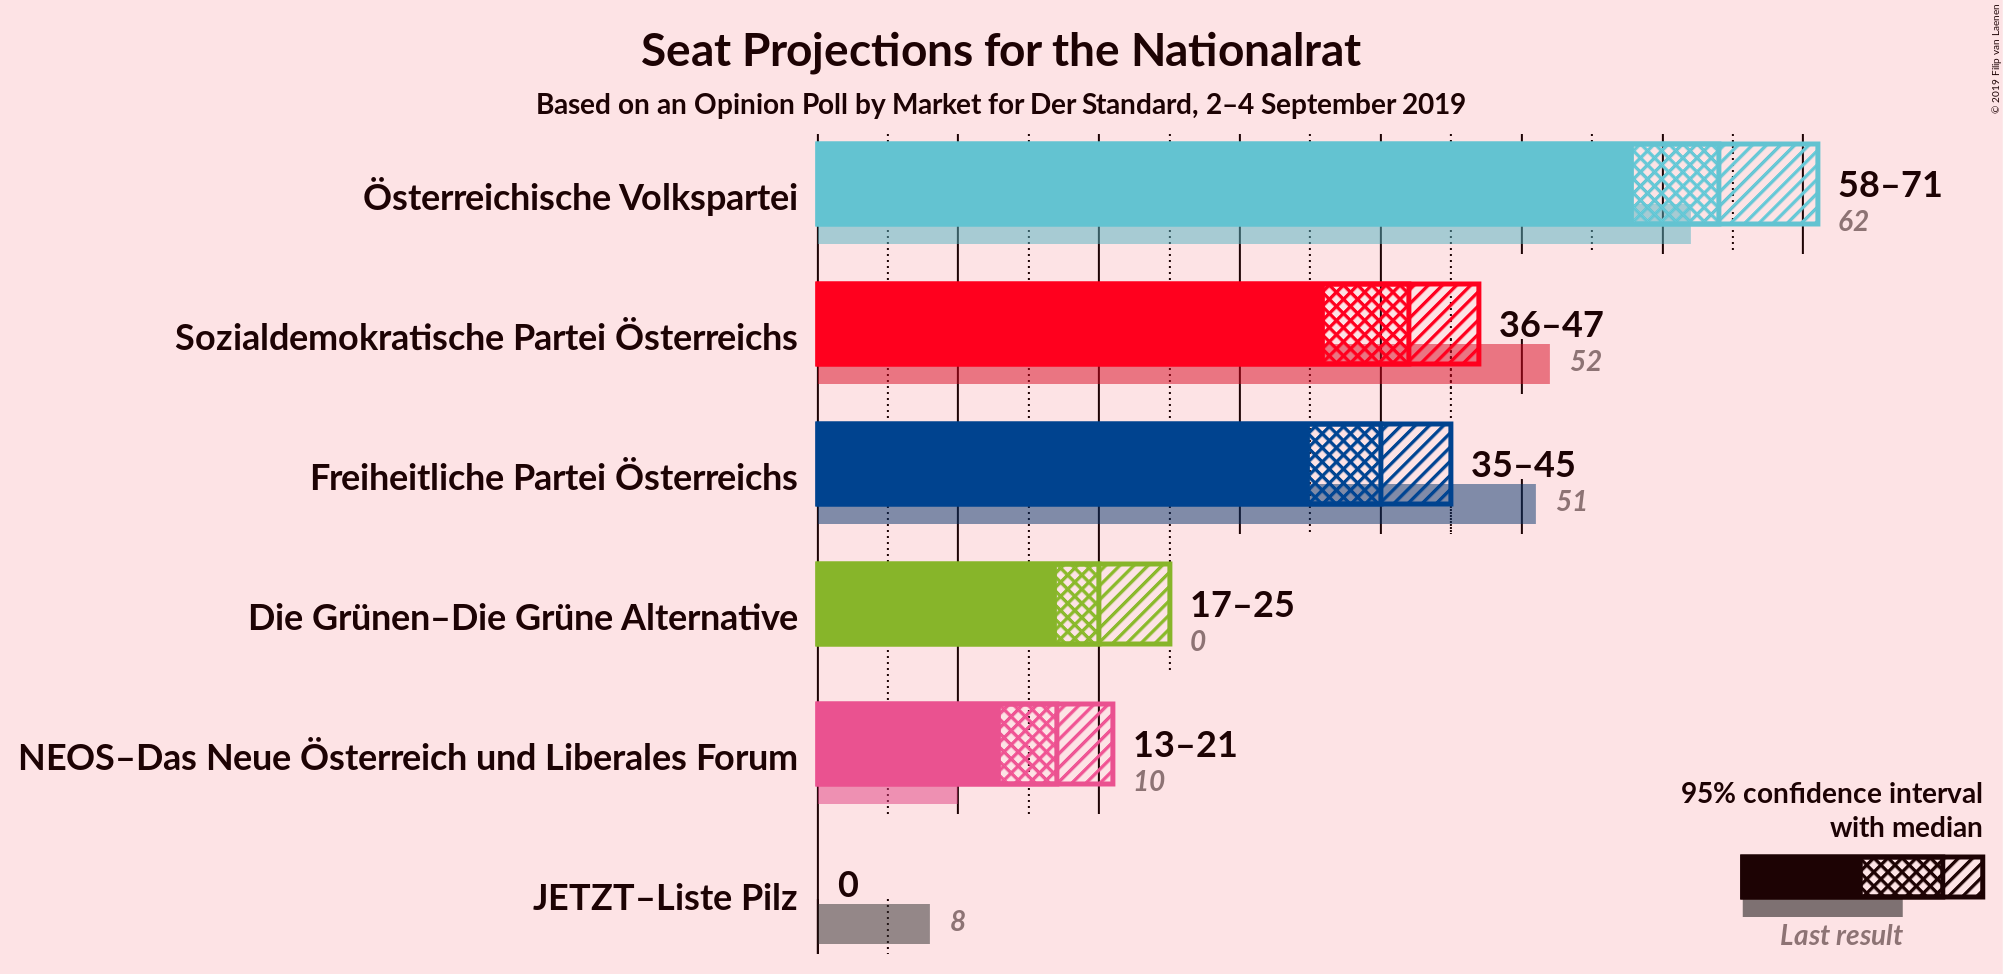 Seat Projections for the Nationalrat
Based on an Opinion Poll by Market for Der Standard, 2–4 September 2019
© 2019 Filip van Laenen
Österreichische Volkspartei
58–71
62
Sozialdemokratische Partei Österreichs
36–47
52
Freiheitliche Partei Österreichs
35–45
51
Die Grünen–Die Grüne Alternative
17–25
0
NEOS–Das Neue Österreich und Liberales Forum
13–21
10
JETZT–Liste Pilz
0
8
95% confidence interval
with median
Last result